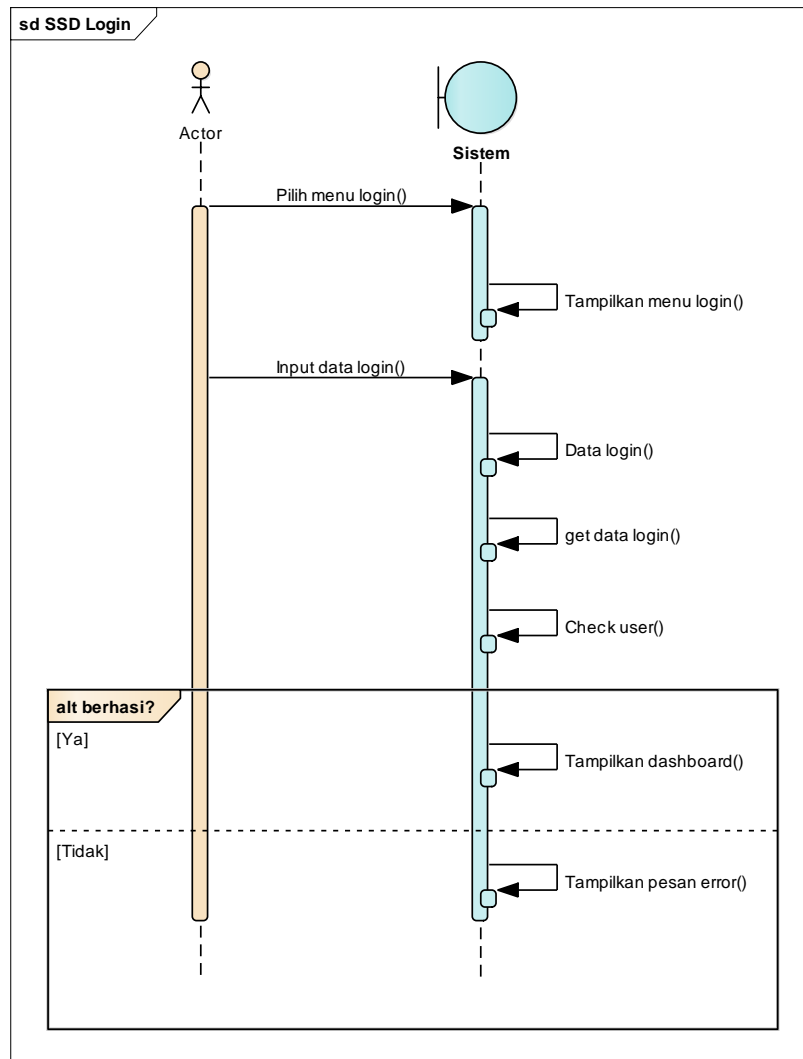 sd SSD Login
Actor
Sistem
Pilih menu login()
Tampilkan menu login()
Input data login()
Data login()
get data login()
Check user()
alt berhasi?
[Ya]
Tampilkan dashboard()
[Tidak]
Tampilkan pesan error()